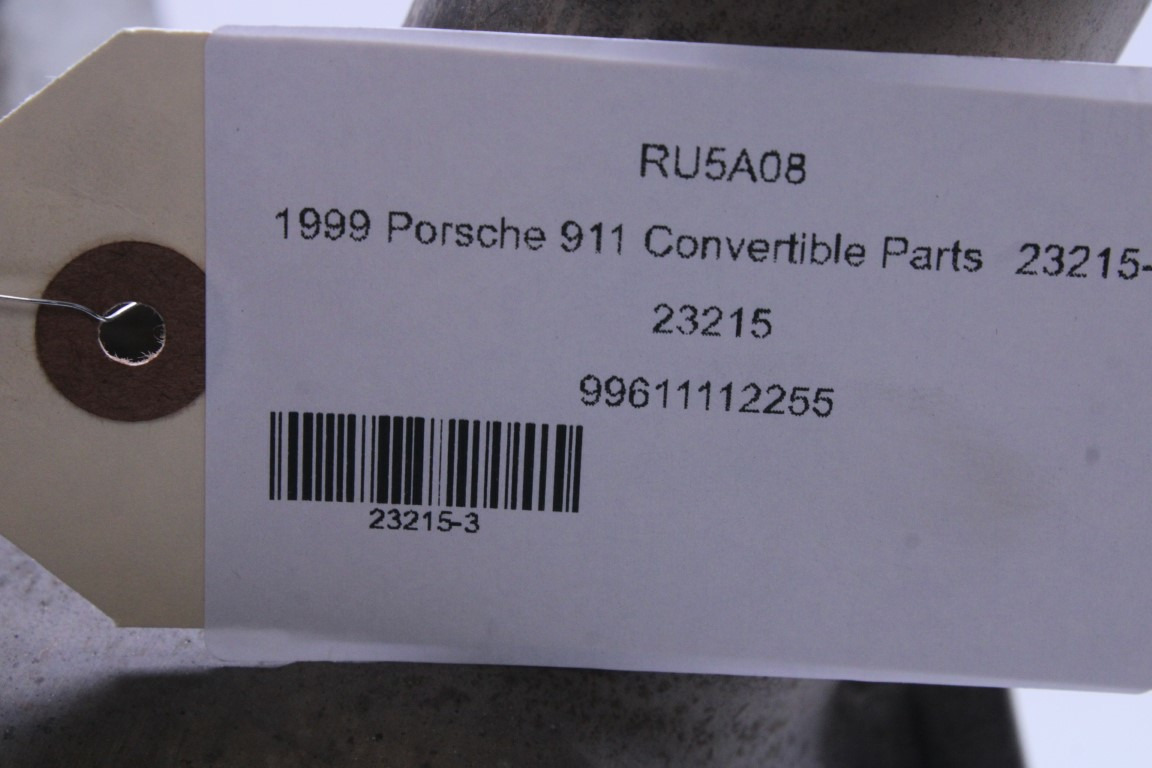 RU5A08
1999 Porsche 911 Convertible Parts 23215-
23215
99611112255
23215-3